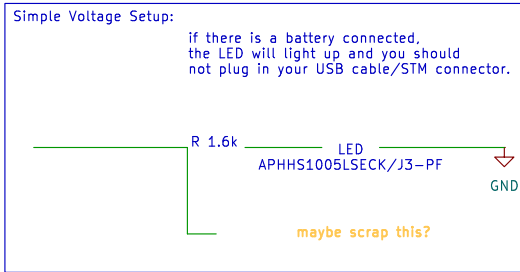 Simple Voltage Setup:
if there is a battery connected,
the LED will light up and you should
not plug in your USB cable/STM connector.
R 1.6k
LED
APHHS1005LSECK/J3-PF
GND
maybe scrap this?